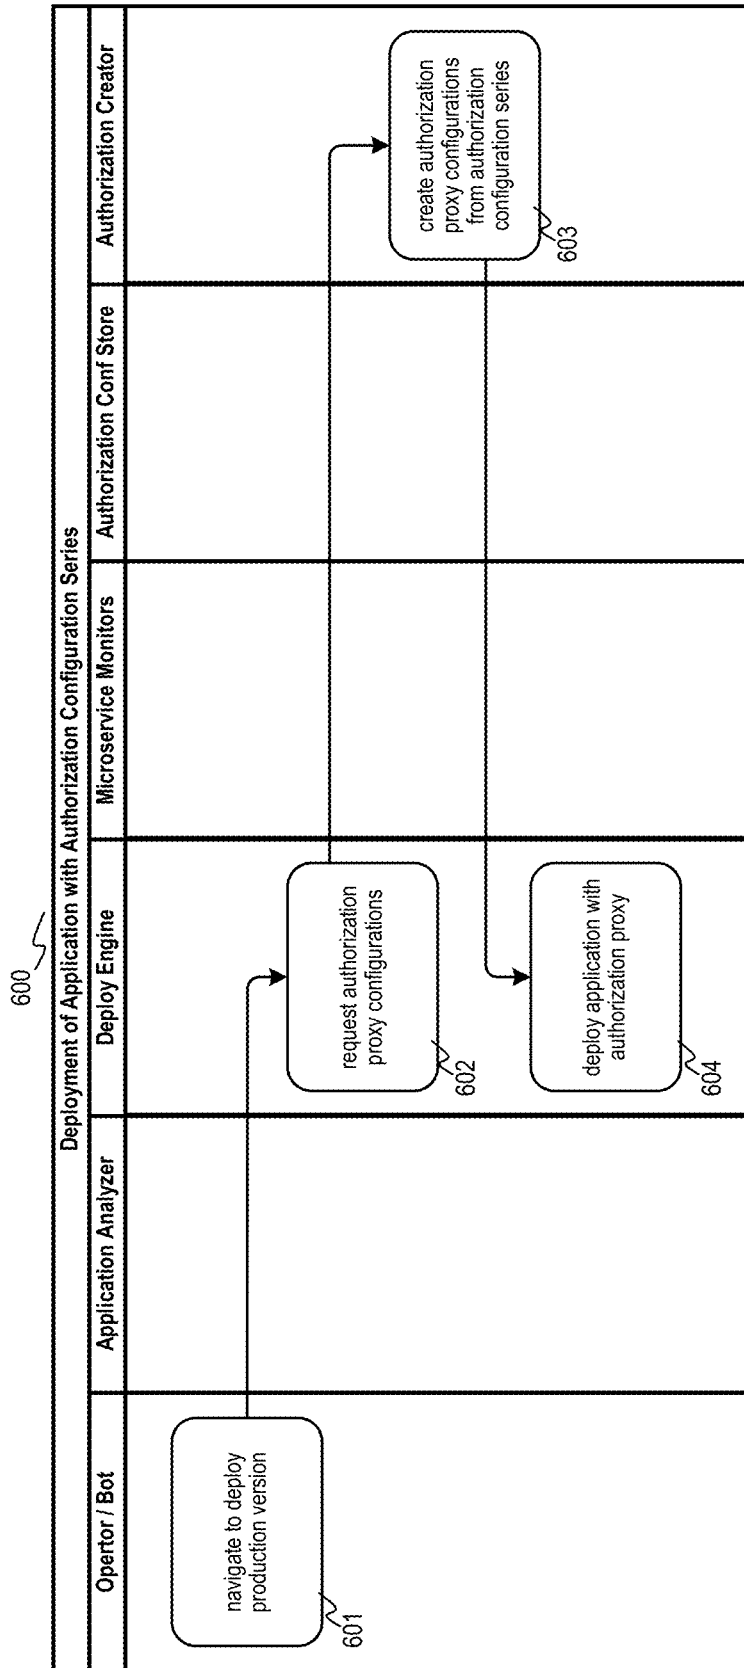 600
Deployment of Application with Authorization Configuration Series
Opertor / Bot
Application Analyzer
Deploy Engine
Microservice Monitors
Authorization Conf Store
Authorization Creator
navigate to deploy
production version
601
request authorization
proxy configurations
602
create authorization
proxy configurations
from authorization
configuration series
603
deploy application with
authorization proxy
604